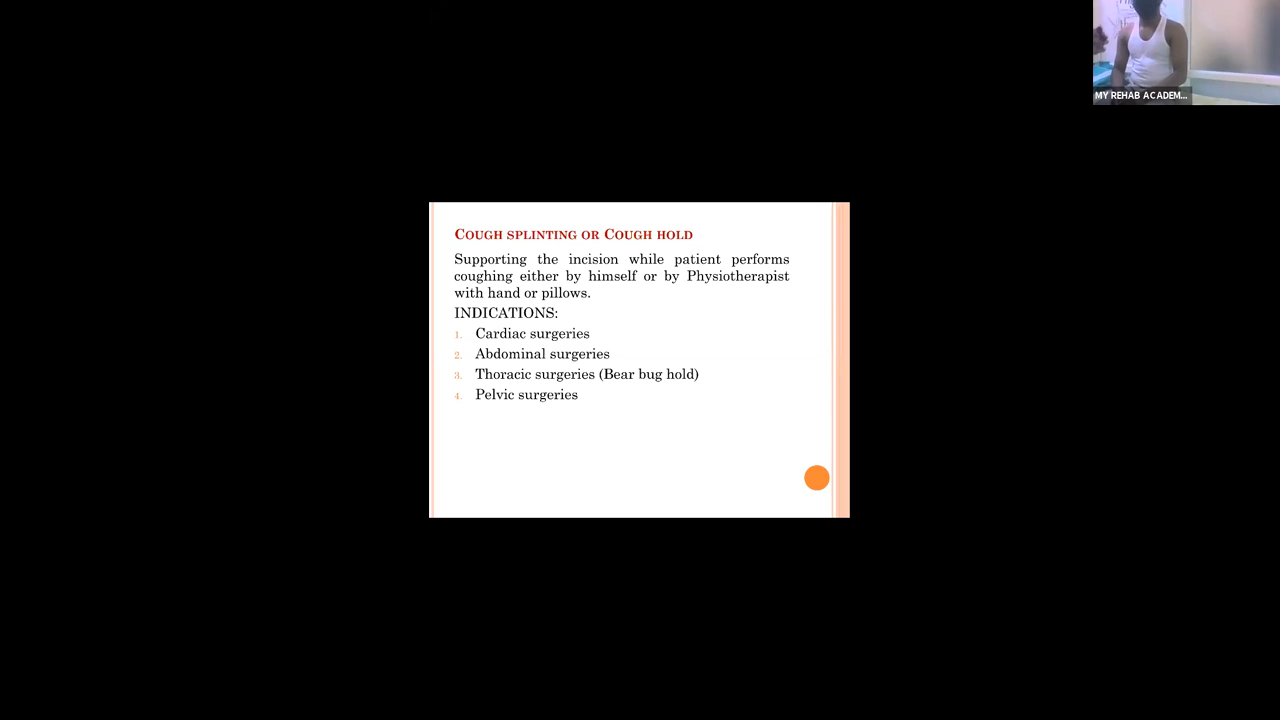 MY REHAB ACADEM...
COUGH SPLINTING OR COUGH HOLD
Supporting the incision while patient performs
coughing either by himself or by Physiotherapist
with hand or pillows.
INDICATIONS:
1. Cardiac surgeries
2. Abdominal surgeries
3. Thoracic surgeries (Bear bug hold)
4. Pelvic surgeries